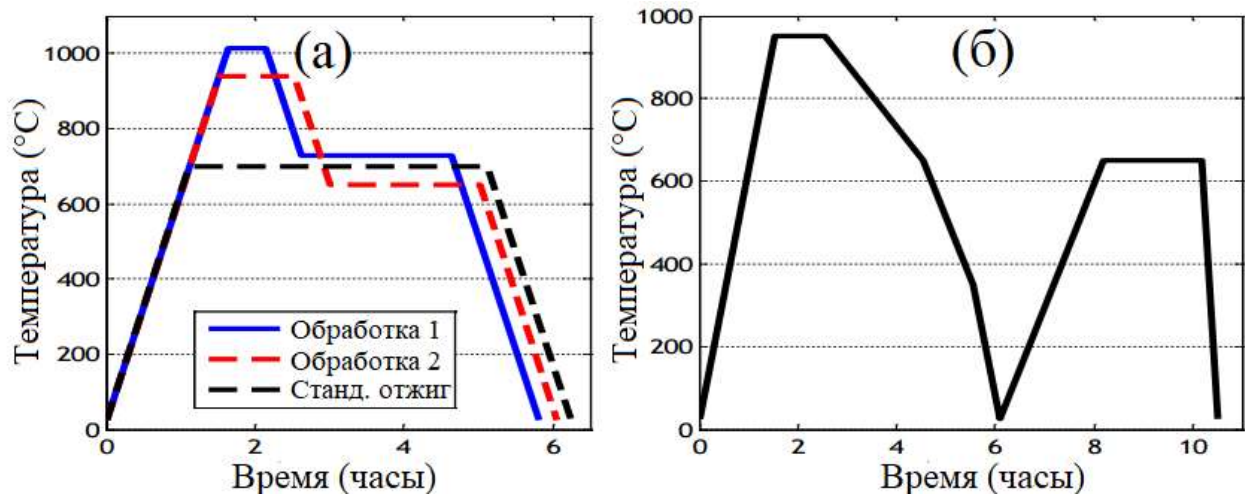 (а)
Температура (°C)
1000
800
600
400
200
0
Обработка 1
Обработка 2
Станд. отжиг
0 2 4 6
Время (часы)
(б)
Температура (°C)
1000
800
600
400
200
0
0 2 4 6 8 10
Время (часы)